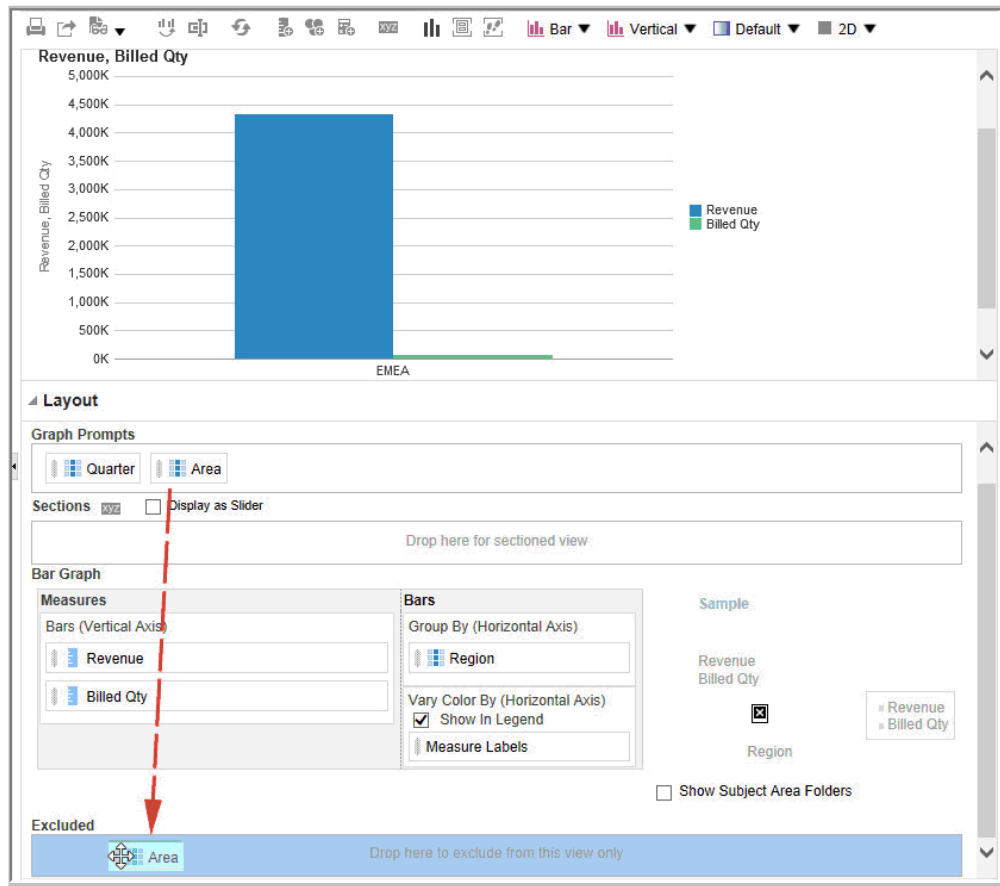 xyz Bar Vertical Default 2D
Revenue, Billed Qty
5,000K
4,500K
4,000K
3,500K
3,000K
2,500K
2,000K
1,500K
1,000K
500K
0K
Revenue, Billed Qty
EMEA
Revenue
Billed Qty
Layout
Graph Prompts
Quarter Area
Sections xyz Display as Slider
Drop here for sectioned view
Bar Graph
Measures
Bars (Vertical Axis)
Revenue
Billed Qty
Bars
Group By (Horizontal Axis)
Region
Vary Color By (Horizontal Axis)
Show In Legend
Measure Labels
Sample
Revenue
Billed Qty
Revenue
Billed Qty
Region
Show Subject Area Folders
Excluded
Area Drop here to exclude from this view only